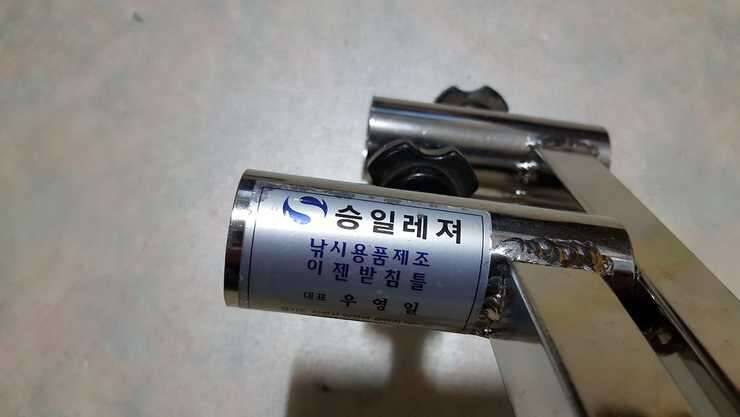 승일레져
낚시용품제조
이젠받침틀
대표 우영일